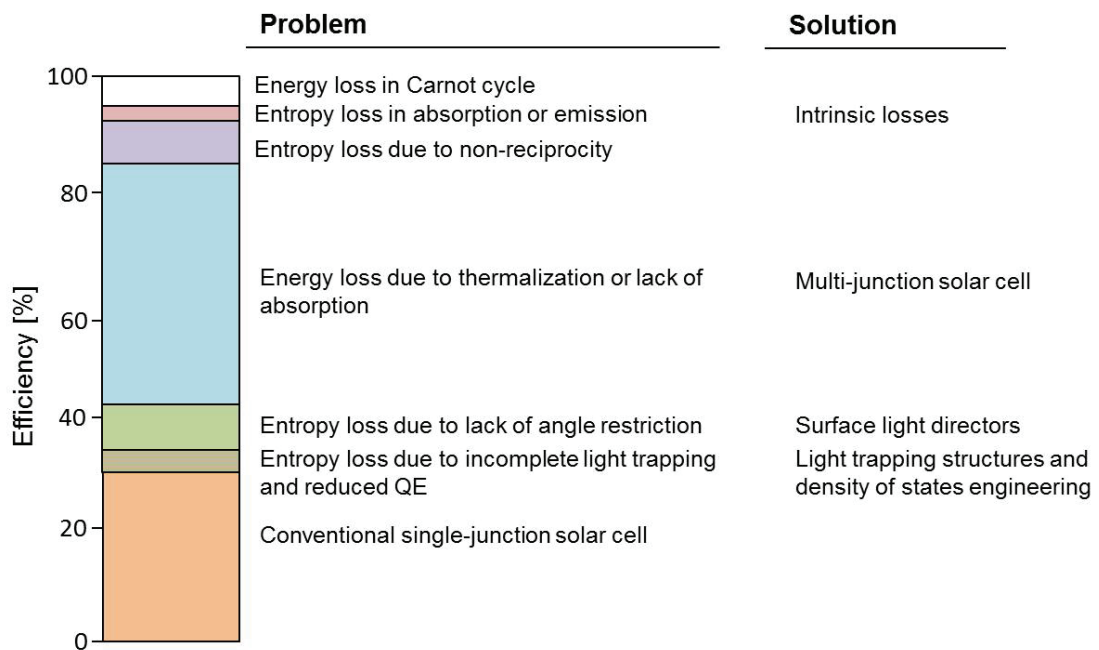 Problem
Solution
100
Energy loss in Carnot cycle
Entropy loss in absorption or emission
Intrinsic losses
Entropy loss due to non-reciprocity
80
Energy loss due to thermalization or lack of
absorption
Multi-junction solar cell
60
Efficiency [%]
40
Entropy loss due to lack of angle restriction
Surface light directors
Entropy loss due to incomplete light trapping
and reduced QE
Light trapping structures and
density of states engineering
20
Conventional single-junction solar cell
0